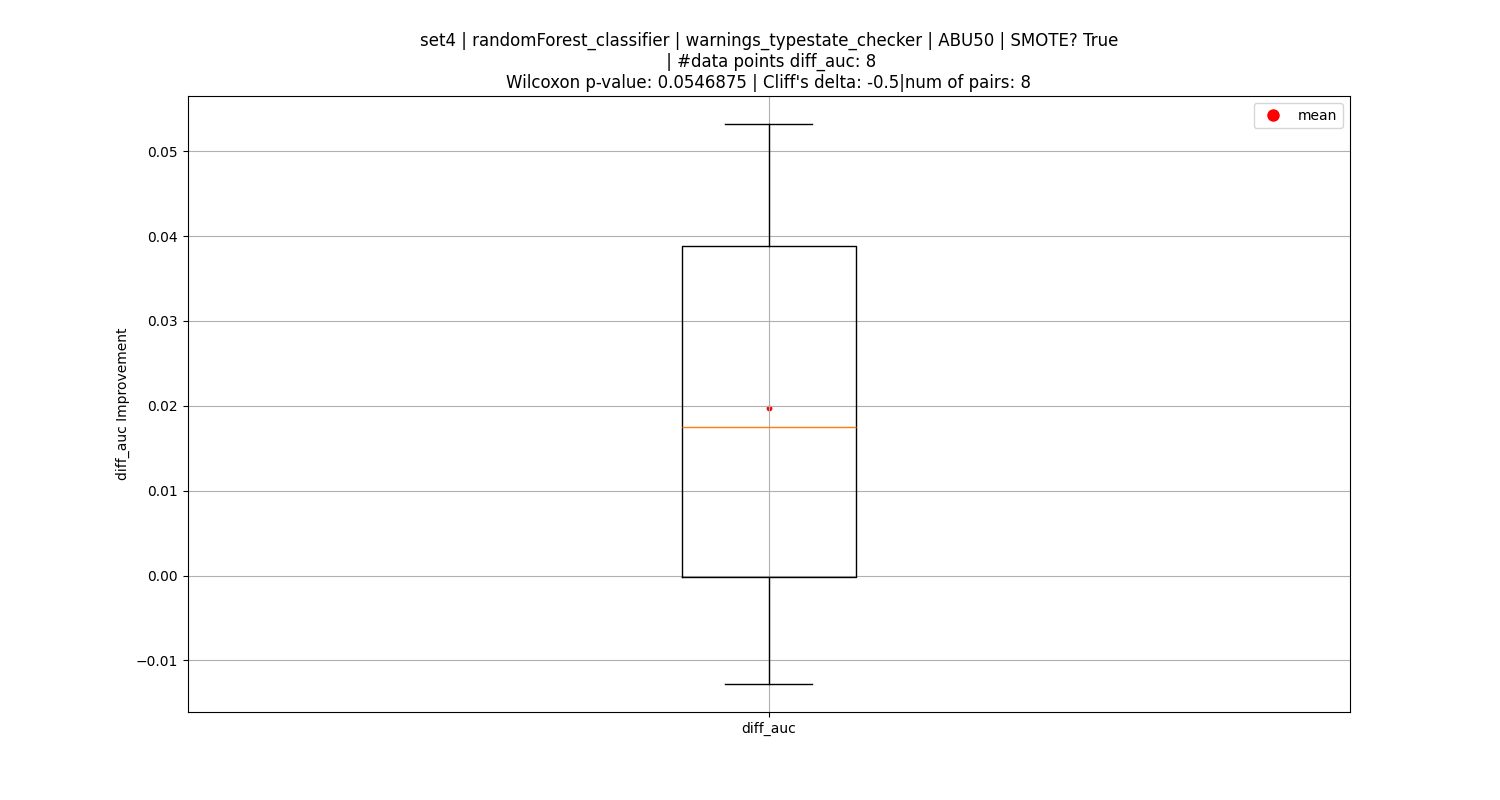 set4 | randomForest_classifier | warnings_typestate_checker | ABU50 | SMOTE? True
| #data points diff_auc: 8
Wilcoxon p-value: 0.0546875 | Cliff's delta: -0.5|num of pairs: 8
mean
0.05
0.04
0.03
0.02
0.01
0.00
−0.01
diff_auc Improvement
diff_auc